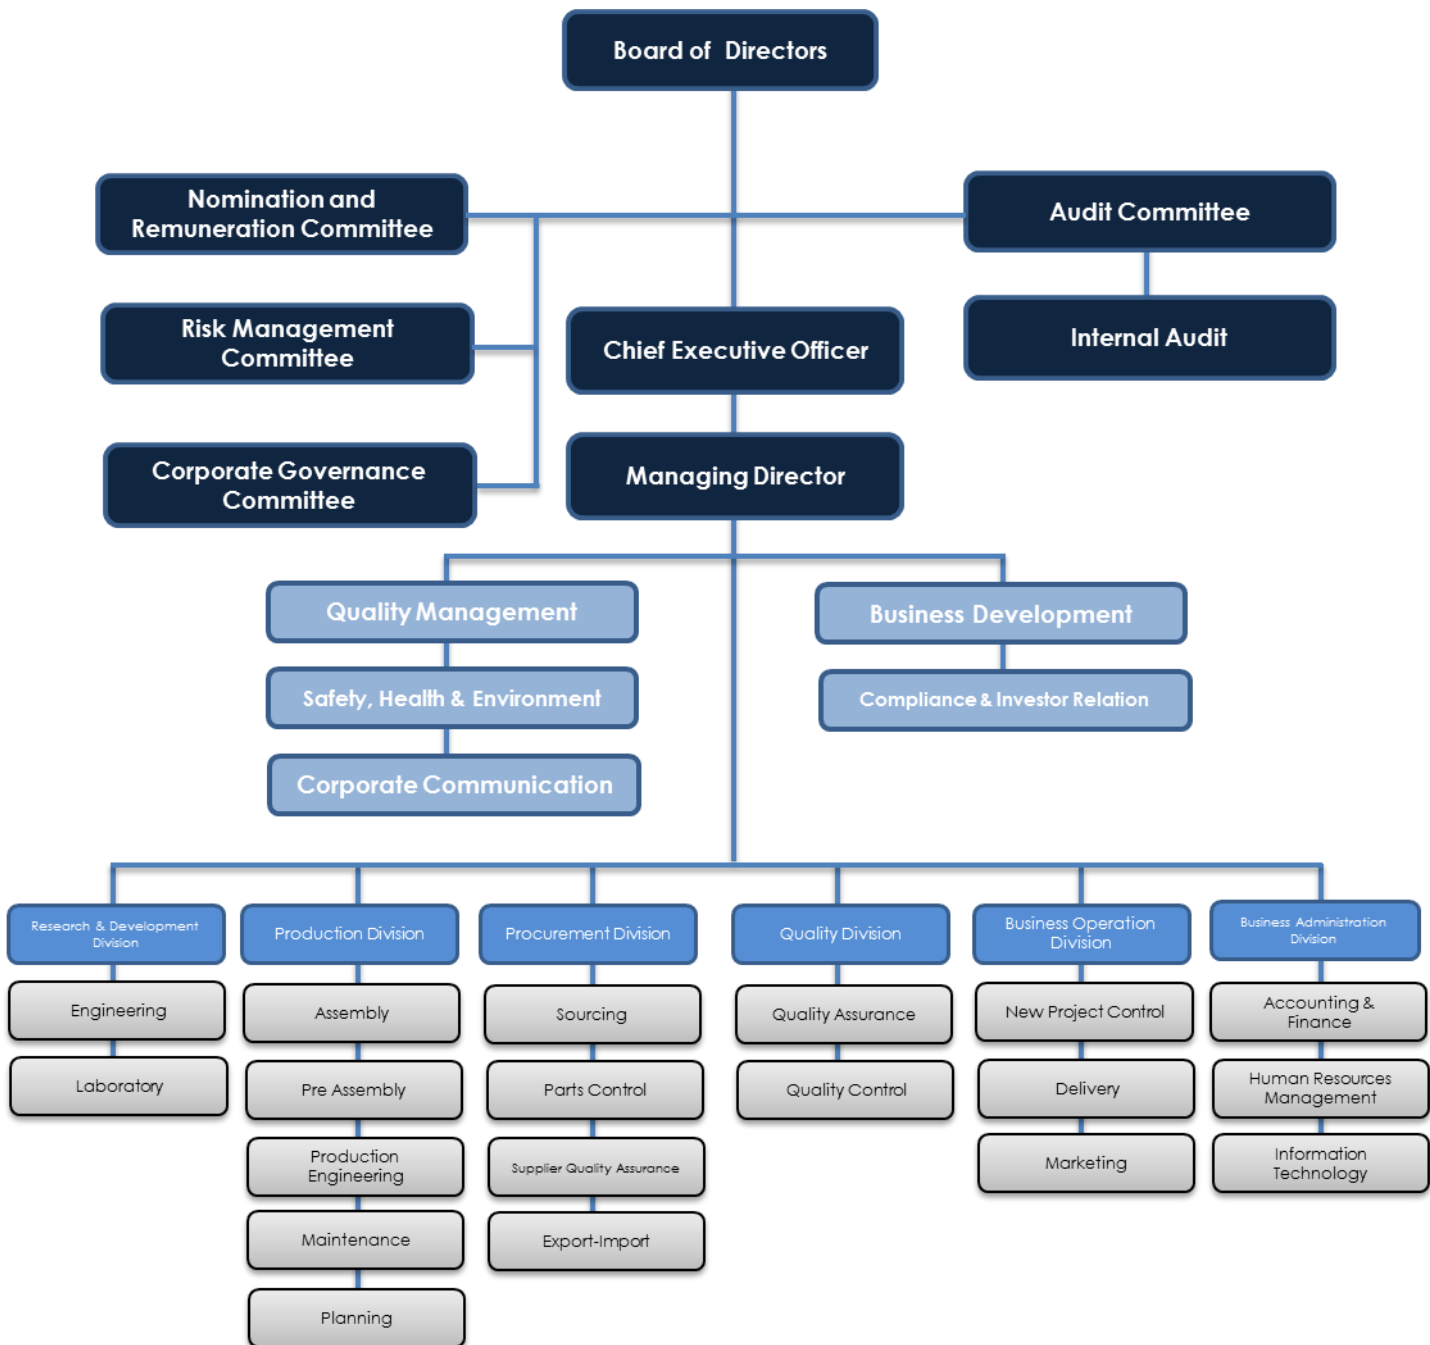 Board of Directors
Nomination and
Remuneration Committee
Audit Committee
Risk Management
Committee
Chief Executive Officer
Internal Audit
Corporate Governance
Committee
Managing Director
Quality Management
Business Development
Safety, Health & Environment
Compliance & Investor Relation
Corporate Communication
Research & Development
Division
Production Division
Procurement Division
Quality Division
Business Operation
Division
Business Administration
Division
Engineering
Assembly
Sourcing
Quality Assurance
New Project Control
Accounting &
Finance
Laboratory
Pre Assembly
Parts Control
Quality Control
Delivery
Human Resources
Management
Production
Engineering
Supplier Quality Assurance
Marketing
Information
Technology
Maintenance
Export-Import
Planning